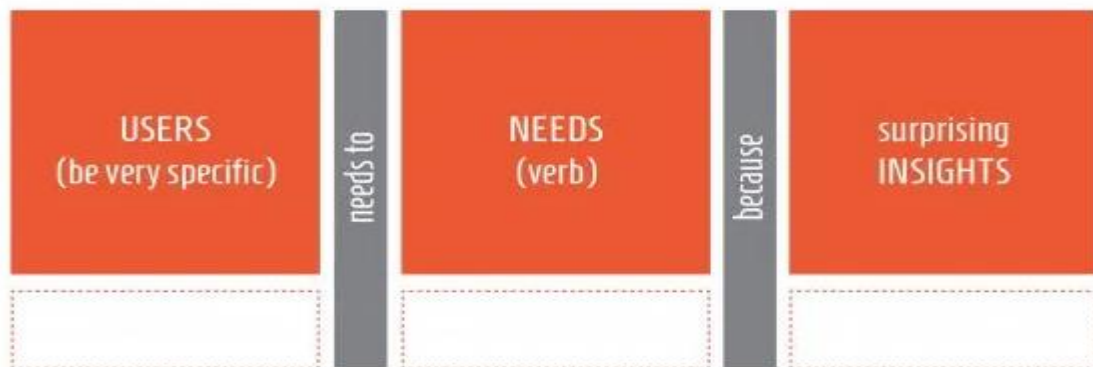 USERS
(be very specific)
needs to
NEEDS
(verb)
because
surprising
INSIGHTS